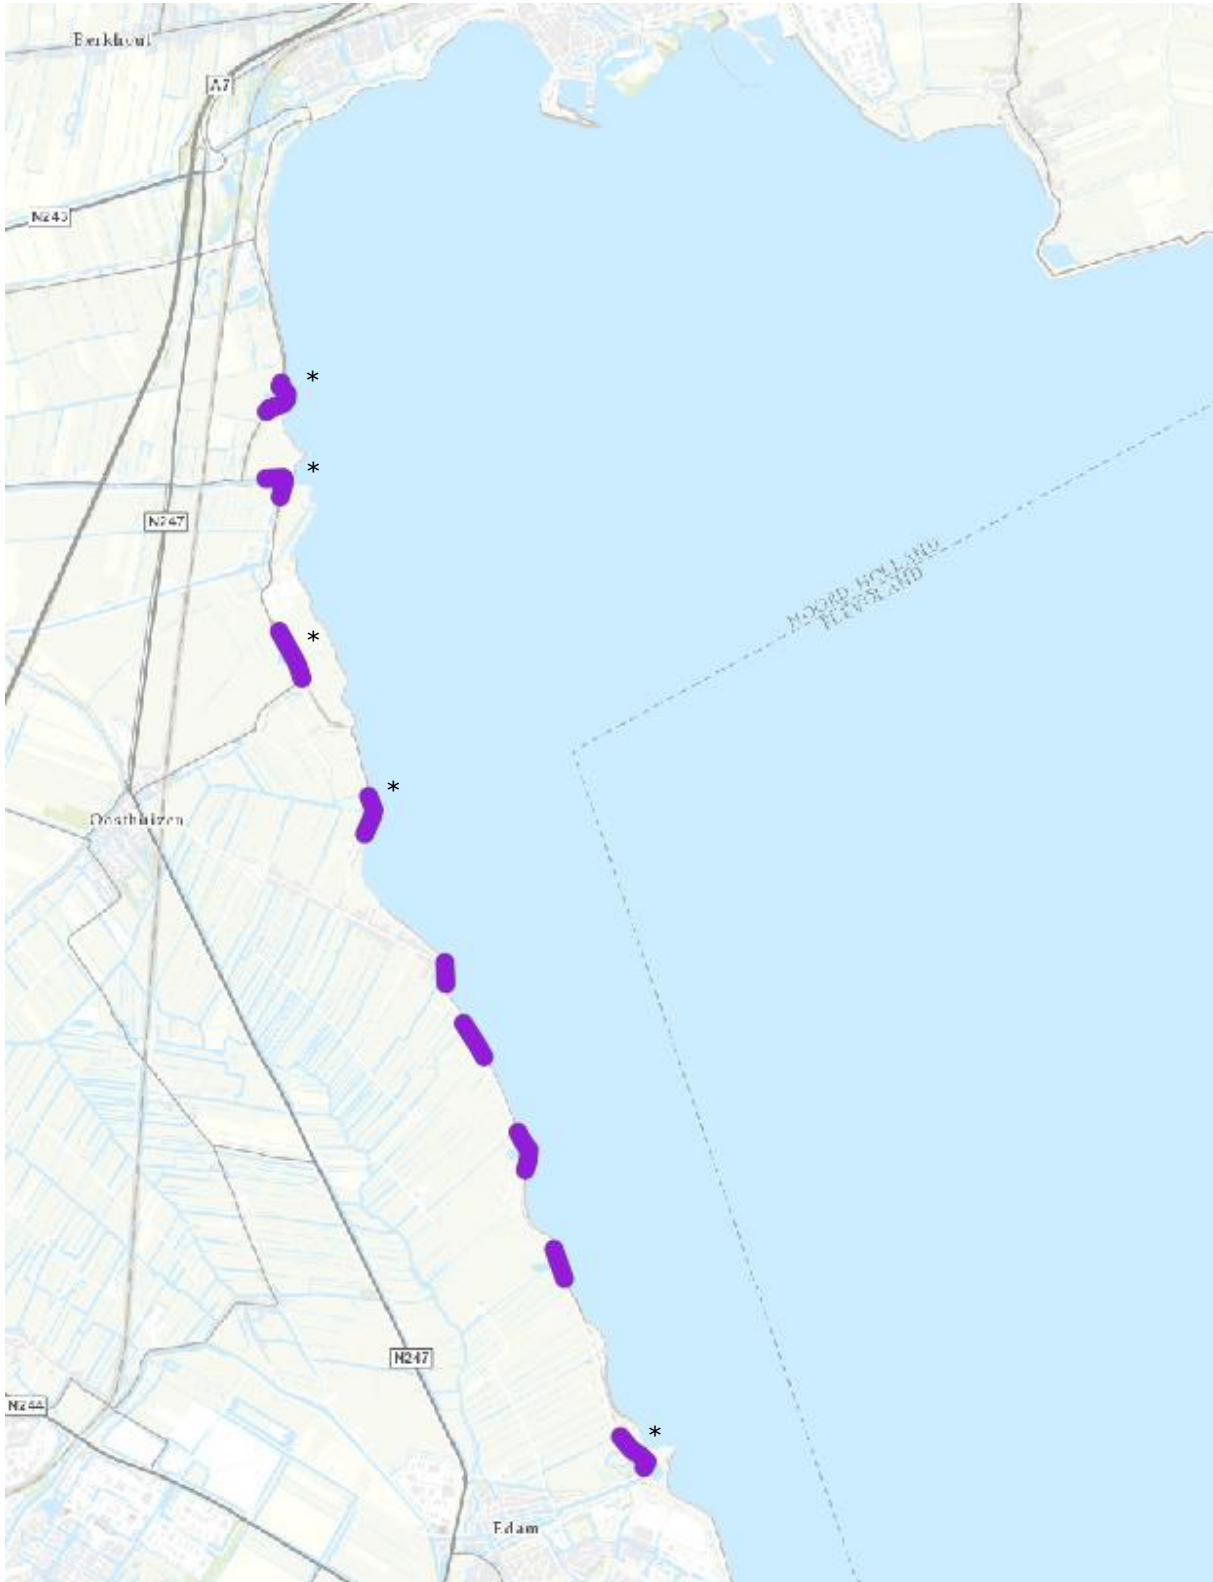 Berkhout
A7
N243
*
*
N247
NOORD-HOLLAND
FLEVOLAND
*
*
Oosthuizen
N247
N244
*
Edam